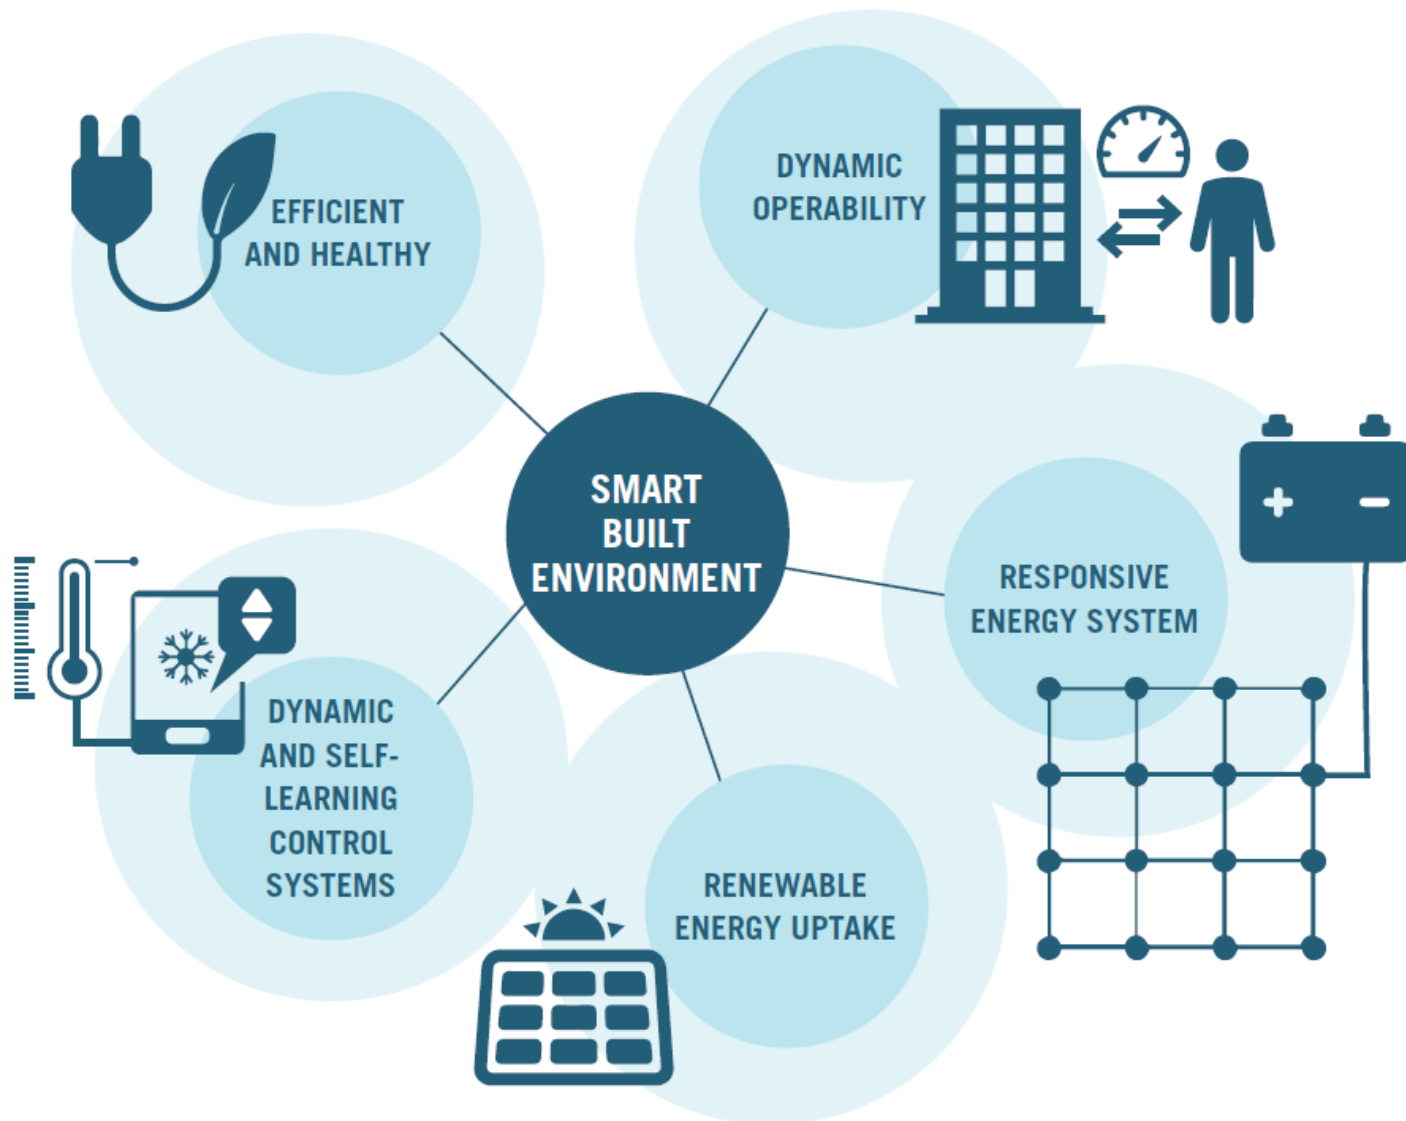 EFFICIENT
AND HEALTHY
DYNAMIC
OPERABILITY
SMART
BUILT
ENVIRONMENT
RESPONSIVE
ENERGY SYSTEM
DYNAMIC
AND SELF-
LEARNING
CONTROL
SYSTEMS
RENEWABLE
ENERGY UPTAKE